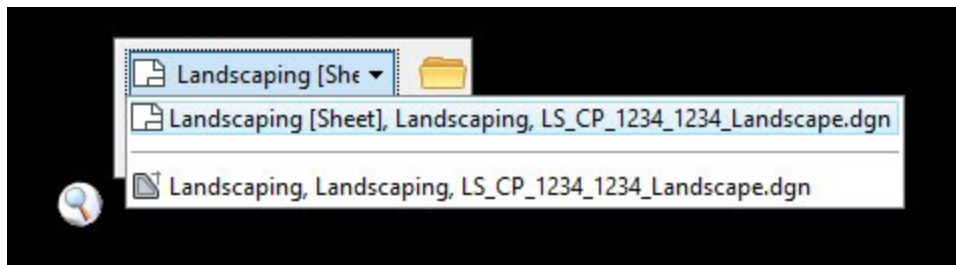 Landscaping [She
Landscaping [Sheet], Landscaping, LS_CP_1234_1234_Landscape.dgn
Landscaping, Landscaping, LS_CP_1234_1234_Landscape.dgn